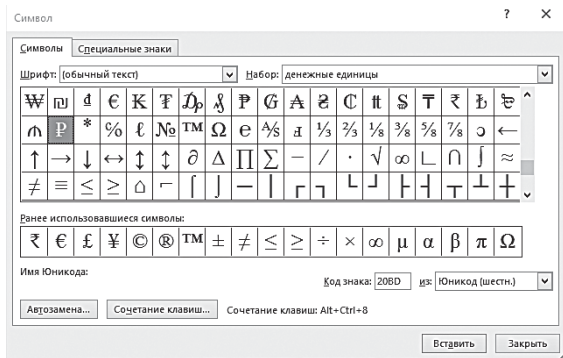 Символ ? ×
Символы Специальные знаки
Шрифт: (обычный текст) Набор: денежные единицы
₩ ₪ ₫ € ₭ ₮ ₯ ₰ ₱ ₲ ₳ ₴ ₵ ₶ ₷ ₸ ₹ ₺ ₻
₼ ₽ * ℅ ℓ № ™ Ω ℮ ⅍ ⅎ ⅓ ⅔ ⅛ ⅜ ⅝ ⅞ ↄ ←
↑ → ↓ ↔ ↕ ↨ ∂ ∆ ∏ ∑ − ∕ ∙ √ ∞ ∟ ∩ ∫ ≈
≠ ≡ ≤ ≥ ⌂ ⌐ ⌠ ⌡ ─ │ ┌ ┐ └ ┘ ├ ┤ ┬ ┴ ┼
Ранее использовавшиеся символы:
₹ € £ ¥ © ® ™ ± ≠ ≤ ≥ ÷ × ∞ µ α β π Ω
Имя Юникода:
Код знака: 20BD из: Юникод (шестн.)
Автозамена... Сочетание клавиш... Сочетание клавиш: Alt+Ctrl+8
Вставить Закрыть